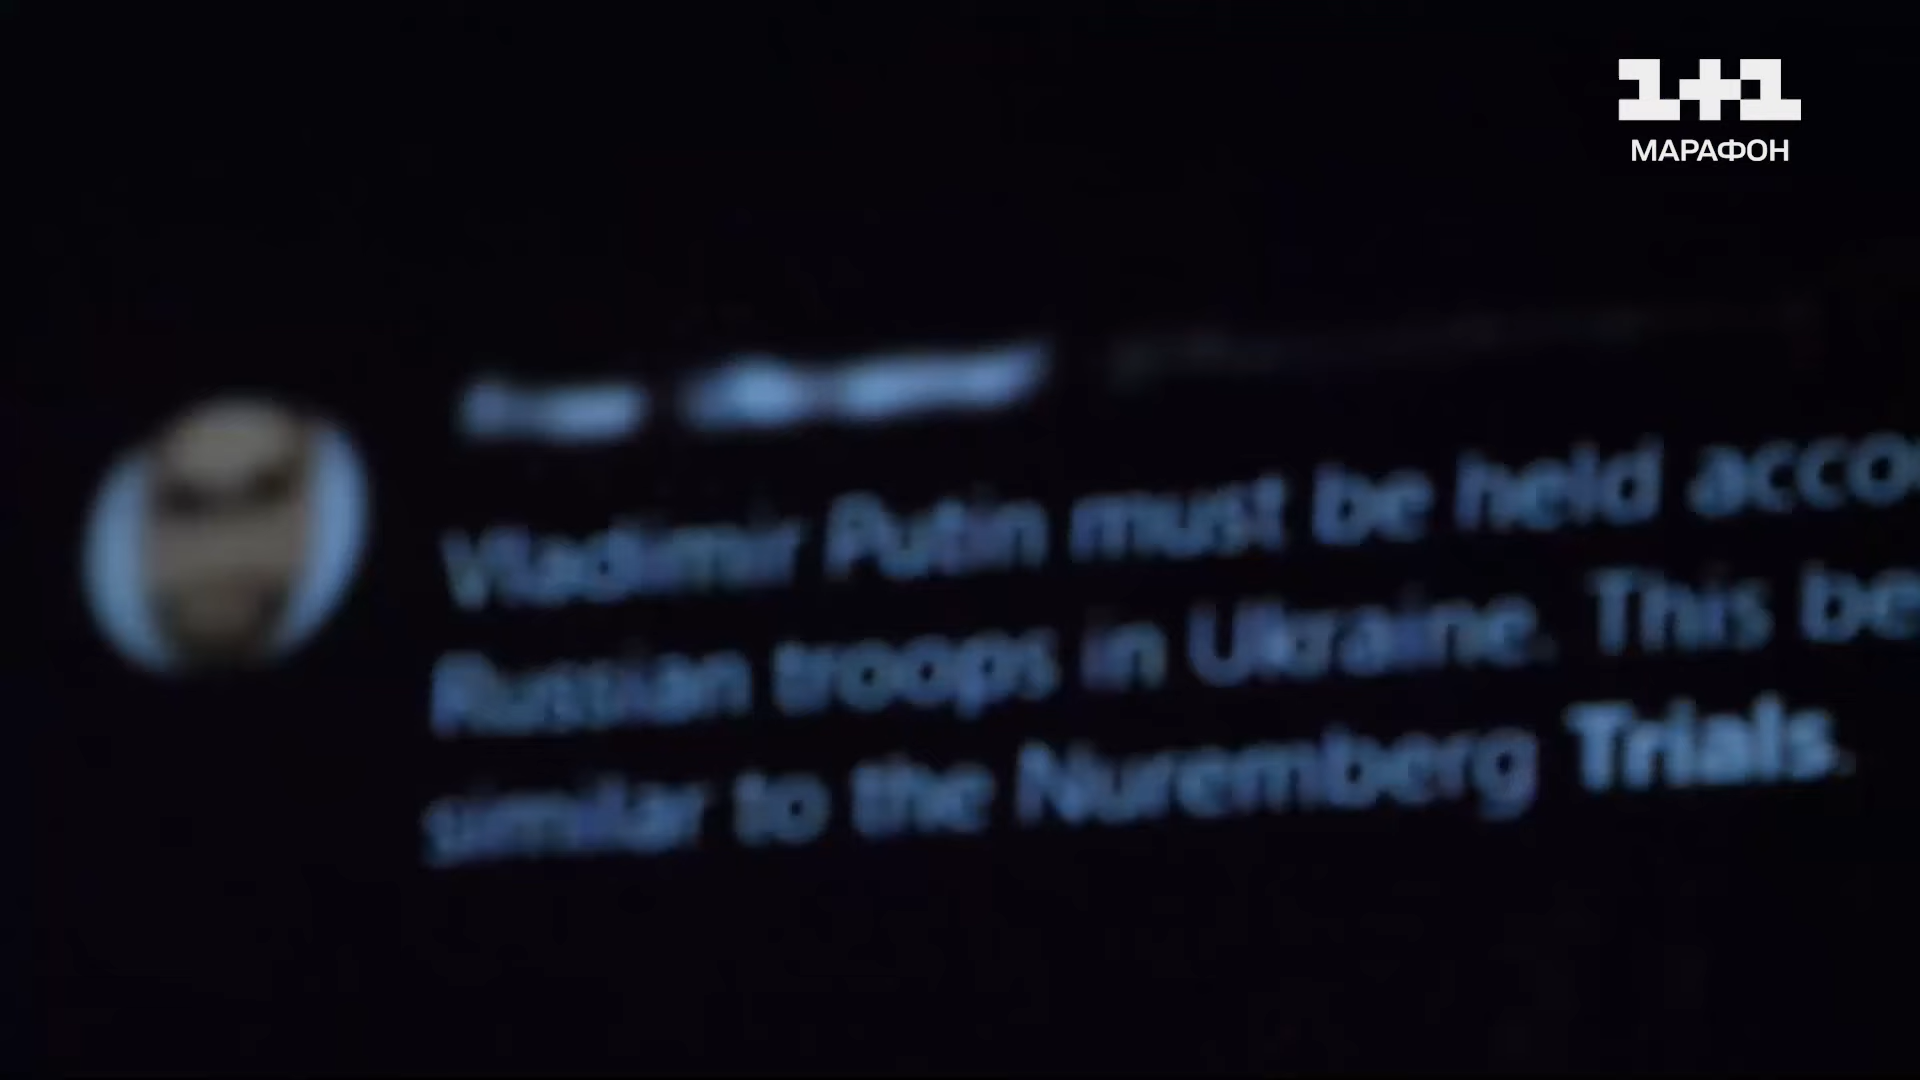 1+1
МАРАФОН
Vladimir Putin must be held acco
Russian troops in Ukraine. This be
similar to the Nuremberg Trials.